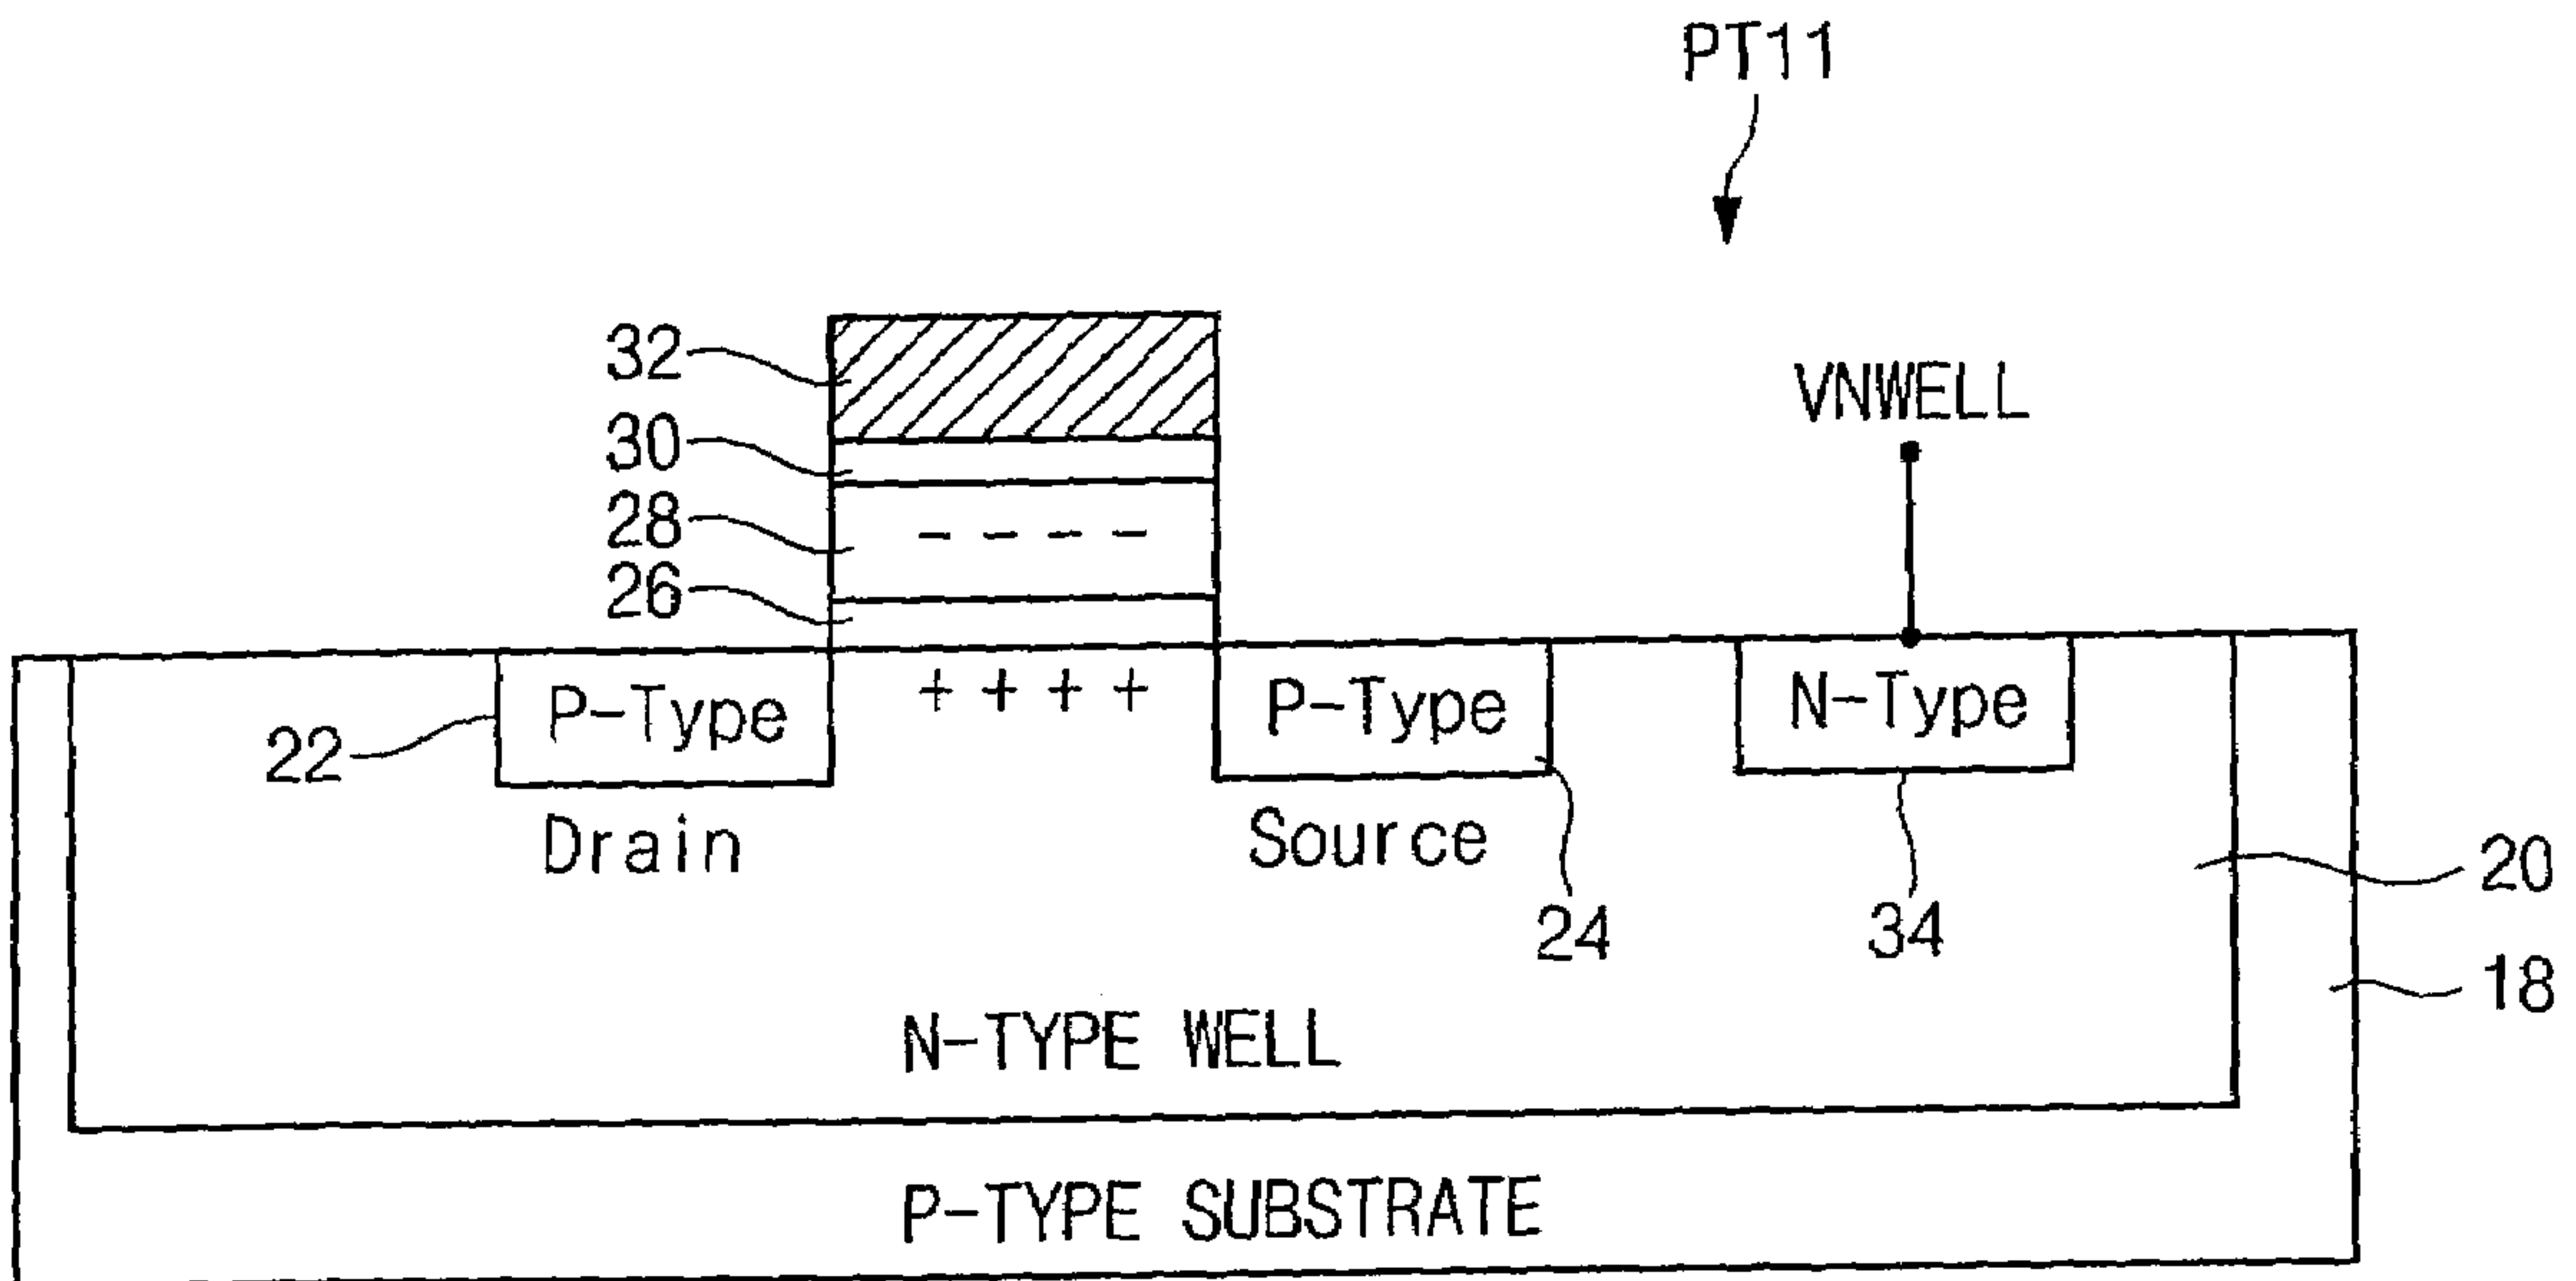 PT11
32
VNWELL
30
28
- - - -
26
+ + + +
P-Type
P-Type
N-Type
22
Drain
Source
20
24
34
18
N-TYPE WELL
P-TYPE SUBSTRATE